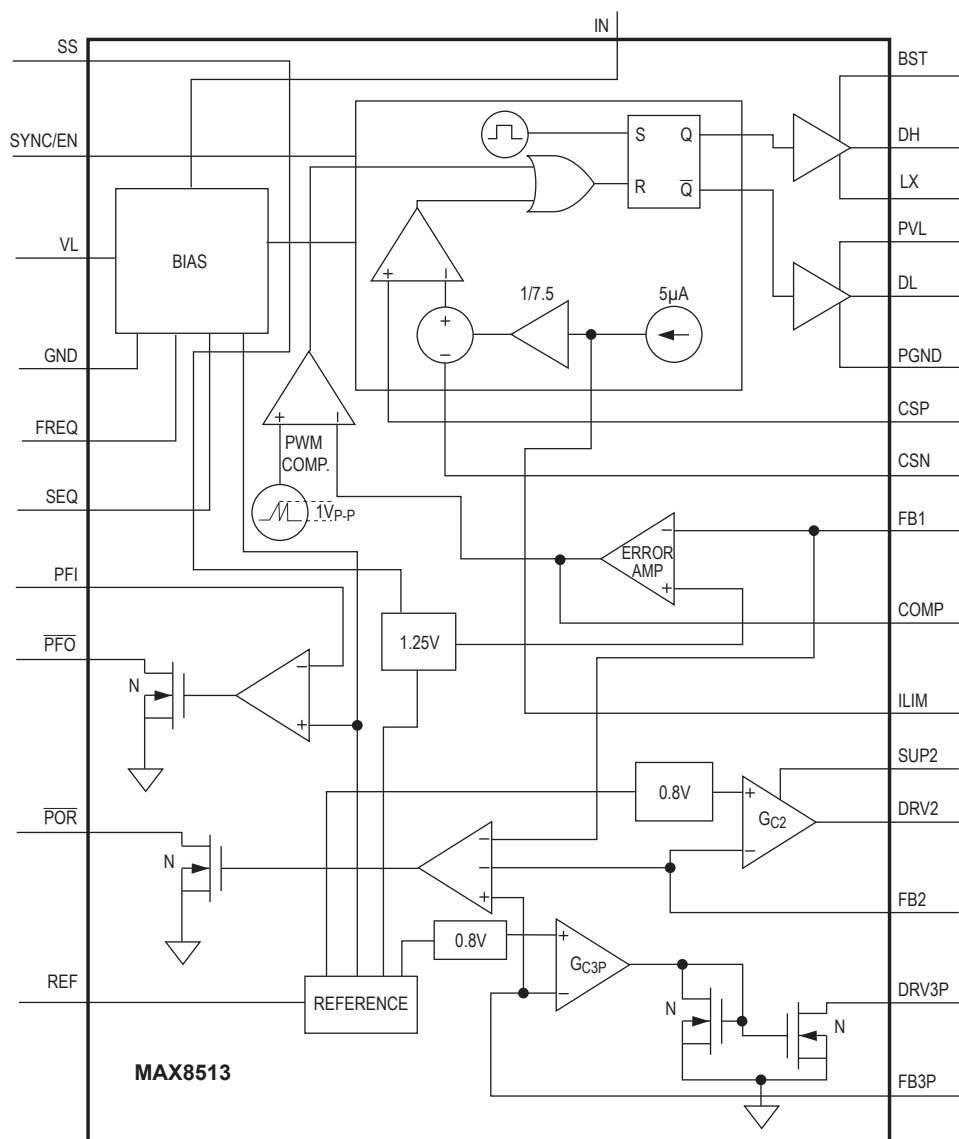 IN
SS
BST
SYNC/EN
S Q
DH
R Q̅
LX
VL
BIAS
PVL
+ −
1/7.5
5µA
DL
+
−
GND
PGND
+ −
CSP
FREQ
PWM
COMP.
CSN
SEQ
1VP-P
FB1
−
ERROR
AMP
+
PFI
COMP
P̅F̅O̅
1.25V
N
−
+
ILIM
SUP2
0.8V
+
GC2
−
DRV2
P̅O̅R̅
N
−
−
+
FB2
0.8V
+
GC3P
−
REF
REFERENCE
N
N
DRV3P
MAX8513
FB3P